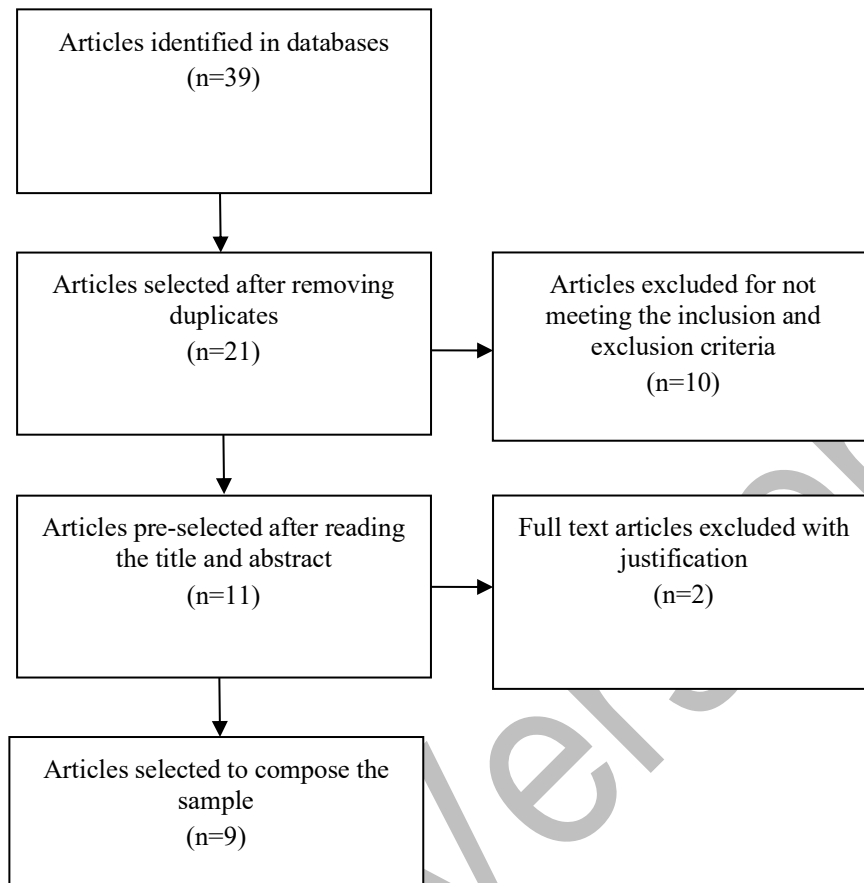 Articles identified in databases
(n=39)
Articles selected after removing
duplicates
(n=21)
Articles excluded for not
meeting the inclusion and
exclusion criteria
(n=10)
Articles pre-selected after reading
the title and abstract
(n=11)
Full text articles excluded with
justification
(n=2)
Articles selected to compose the
sample
(n=9)